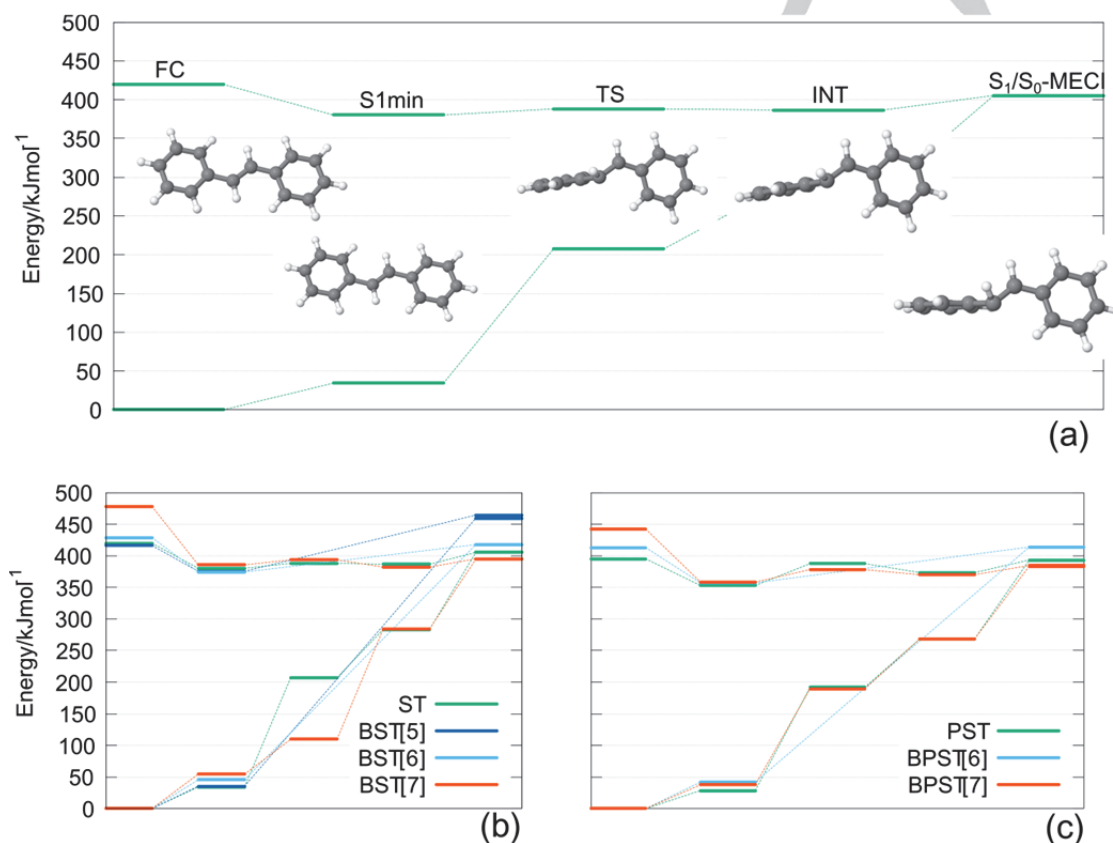 500
450
400
350
300
250
200
150
100
50
0
Energy/kJmol⁻¹
FC
S1min
TS
INT
S₁/S₀-MECI
(a)
500
450
400
350
300
250
200
150
100
50
0
Energy/kJmol⁻¹
ST
BST[5]
BST[6]
BST[7]
(b)
PST
BPST[6]
BPST[7]
(c)